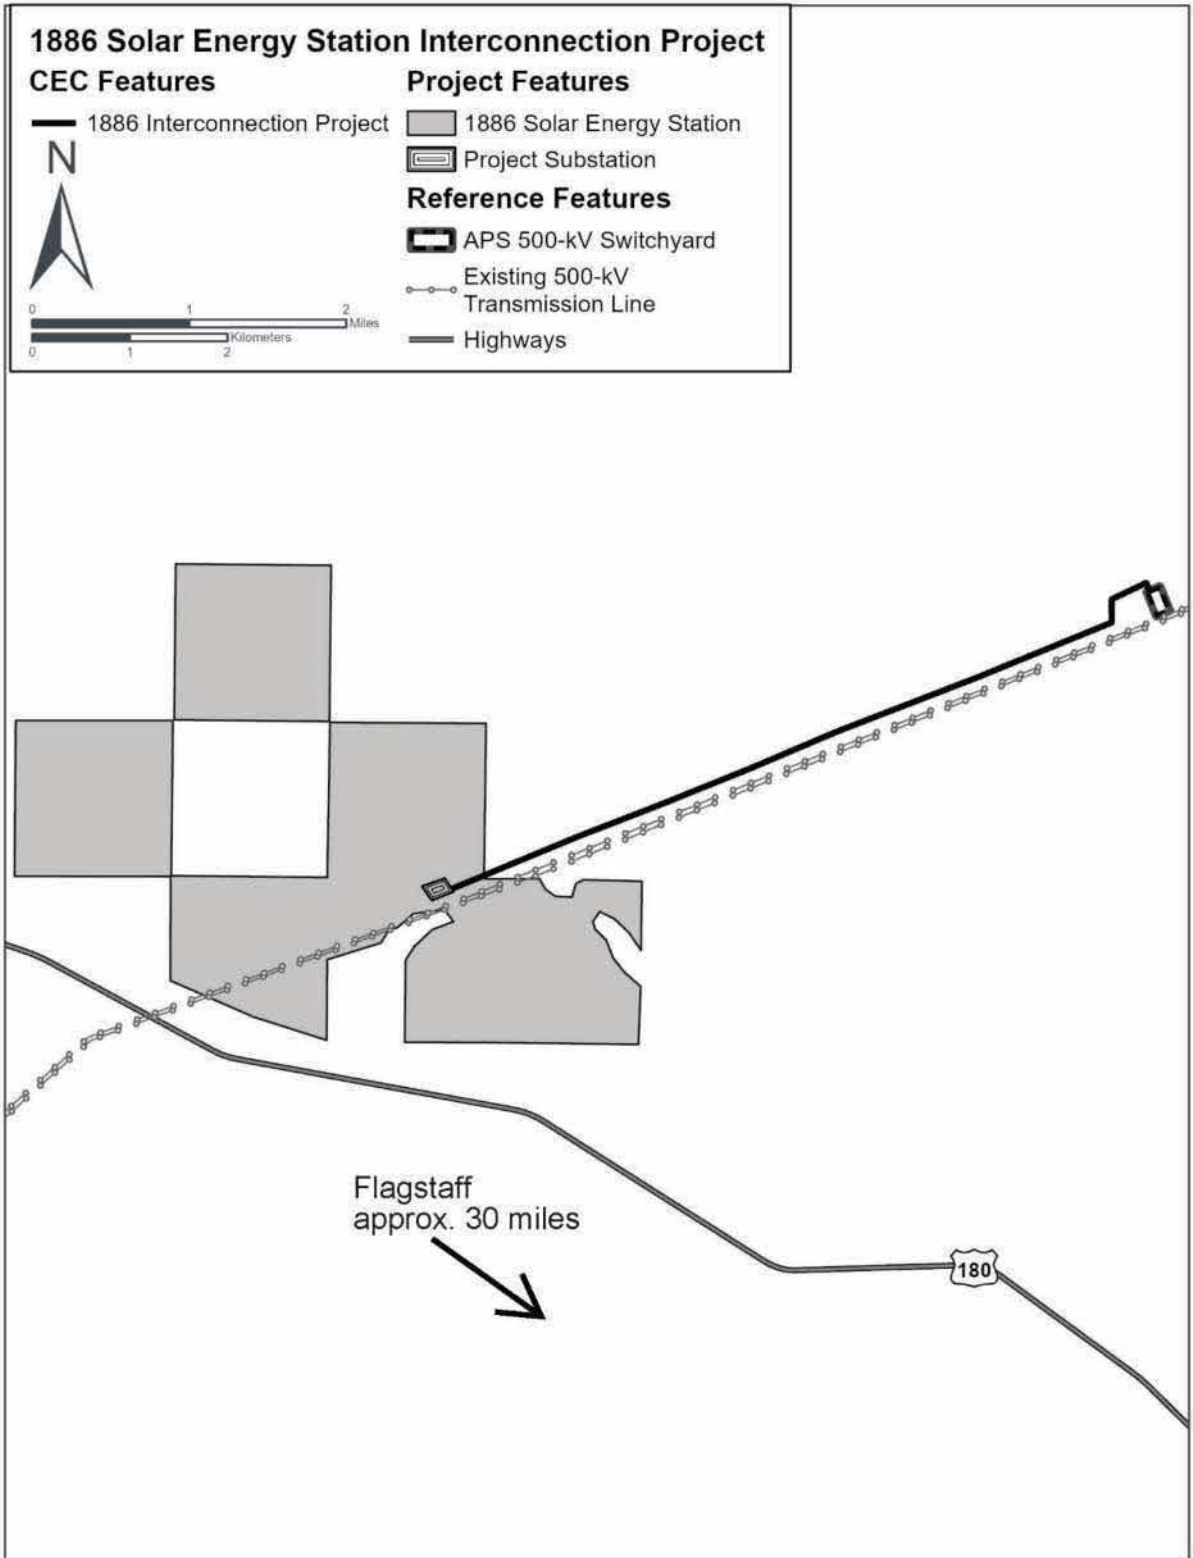 1886 Solar Energy Station Interconnection Project
CEC Features
1886 Interconnection Project
N
0 1 2
Miles
Kilometers
0 1 2
Project Features
1886 Solar Energy Station
Project Substation
Reference Features
APS 500-kV Switchyard
Existing 500-kV
Transmission Line
Highways
Flagstaff
approx. 30 miles
180